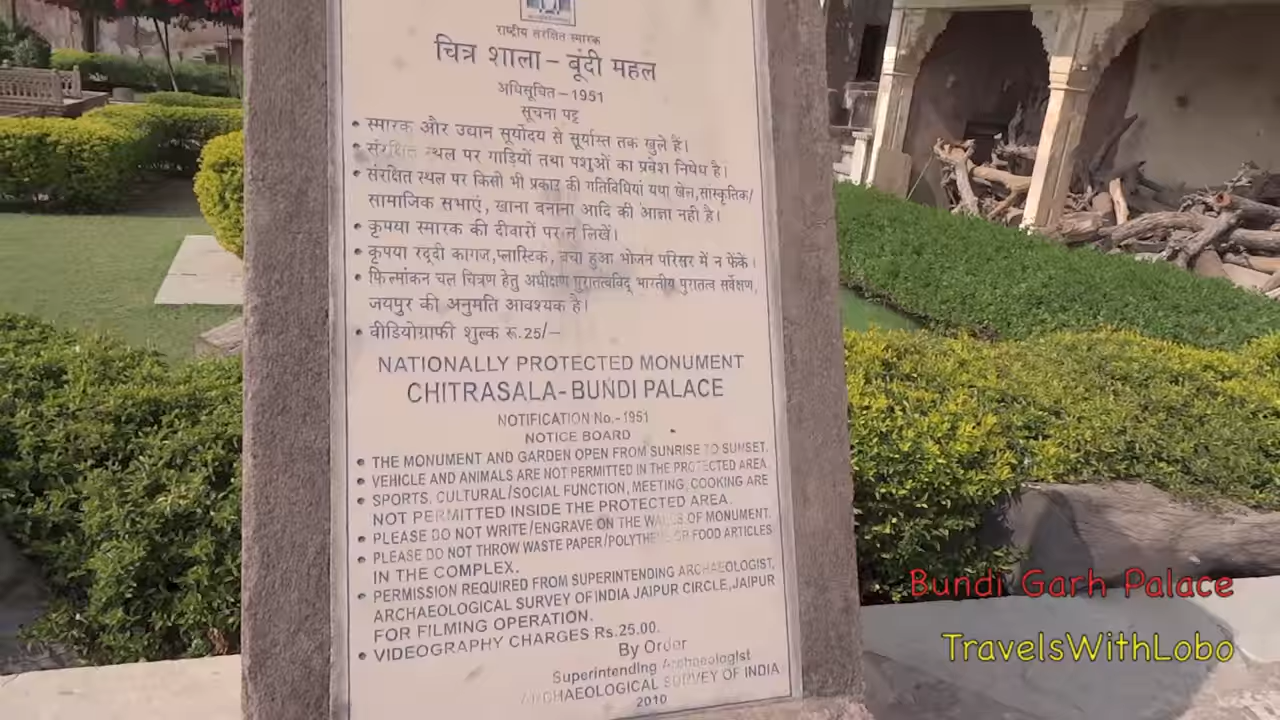 राष्ट्रीय संरक्षित स्मारक
चित्र शाला – बूंदी महल
अधिसूचित – 1951
सूचना पट्ट
• स्मारक और उद्यान सूर्योदय से सूर्यास्त तक खुले हैं।
• संरक्षित स्थल पर गाड़ियों तथा पशुओं का प्रवेश निषेध है।
• संरक्षित स्थल पर किसी भी प्रकार की गतिविधियां यथा खेल, सांस्कृतिक/
सामाजिक सभाएं, खाना बनाना आदि की आज्ञा नही है।
• कृपया स्मारक की दीवारों पर न लिखें।
• कृपया रद्दी कागज, प्लास्टिक, बचा हुआ भोजन परिसर में न फेकें।
• फ़िल्मांकन चल चित्रण हेतु अधीक्षण पुरातत्वविद् भारतीय पुरातत्व सर्वेक्षण,
जयपुर की अनुमति आवश्यक है।
• वीडियोग्राफी शुल्क रू. 25/–
NATIONALLY PROTECTED MONUMENT
CHITRASALA-BUNDI PALACE
NOTIFICATION No.-1951
NOTICE BOARD
• THE MONUMENT AND GARDEN OPEN FROM SUNRISE TO SUNSET.
• VEHICLE AND ANIMALS ARE NOT PERMITTED IN THE PROTECTED AREA.
• SPORTS, CULTURAL/SOCIAL FUNCTION, MEETING, COOKING ARE
NOT PERMITTED INSIDE THE PROTECTED AREA.
• PLEASE DO NOT WRITE/ENGRAVE ON THE WALLS OF MONUMENT.
• PLEASE DO NOT THROW WASTE PAPER/POLYTHENE OR FOOD ARTICLES
IN THE COMPLEX.
• PERMISSION REQUIRED FROM SUPERINTENDING ARCHAEOLOGIST,
ARCHAEOLOGICAL SURVEY OF INDIA JAIPUR CIRCLE, JAIPUR
FOR FILMING OPERATION.
• VIDEOGRAPHY CHARGES Rs.25.00.
By Order
Superintending Archaeologist
ARCHAEOLOGICAL SURVEY OF INDIA
2010
Bundi Garh Palace
TravelsWithLobo